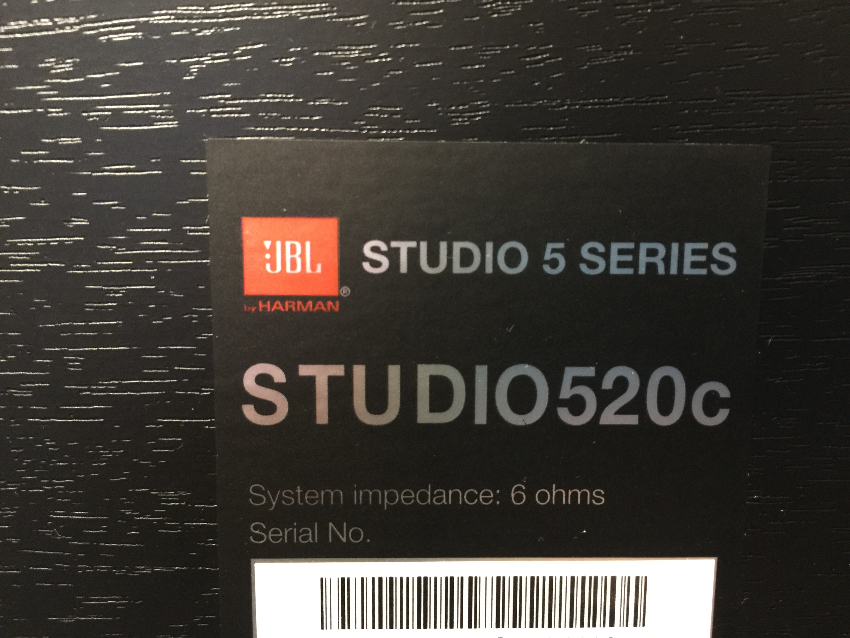 JBL
STUDIO 5 SERIES
by HARMAN®
STUDIO520c
System impedance: 6 ohms
Serial No.